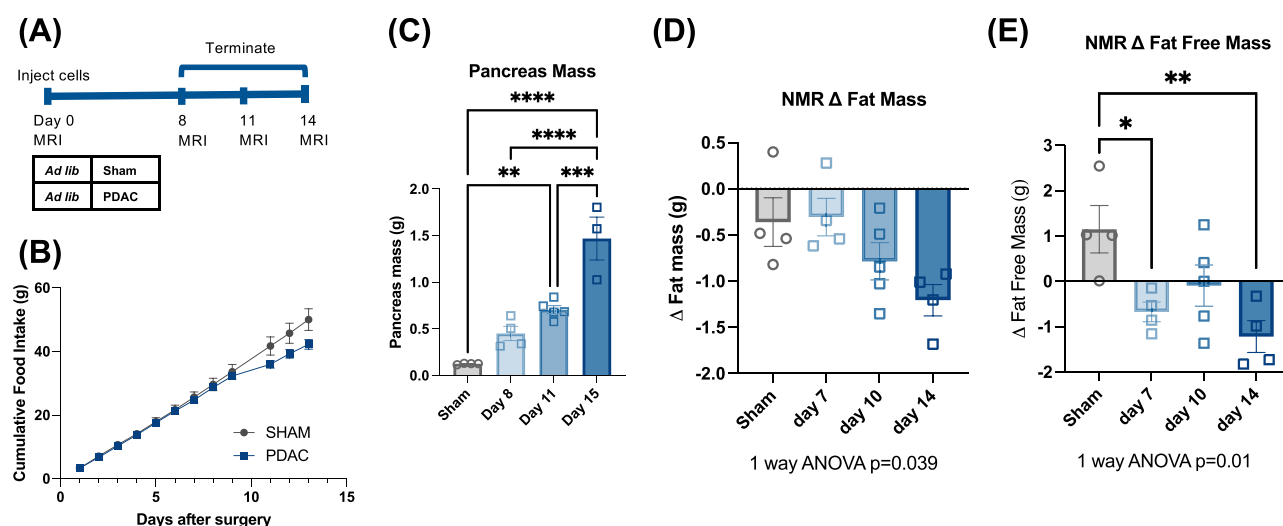 (A)
Terminate
Inject cells
Day 0 8 11 14
MRI MRI MRI MRI
Ad lib Sham
Ad lib PDAC
(B)
Cumulative Food Intake (g)
60
40
20
0
0 5 10 15
Days after surgery
SHAM
PDAC
(C)
Pancreas Mass
****
****
** ***
Pancreas mass (g)
2.0
1.5
1.0
0.5
0.0
Sham Day 8 Day 11 Day 15
(D)
NMR Δ Fat Mass
Δ Fat mass (g)
0.5
0.0
-0.5
-1.0
-1.5
-2.0
Sham day 7 day 10 day 14
1 way ANOVA p=0.039
(E)
NMR Δ Fat Free Mass
**
*
Δ Fat Free Mass (g)
3
2
1
0
-1
-2
Sham day 7 day 10 day 14
1 way ANOVA p=0.01